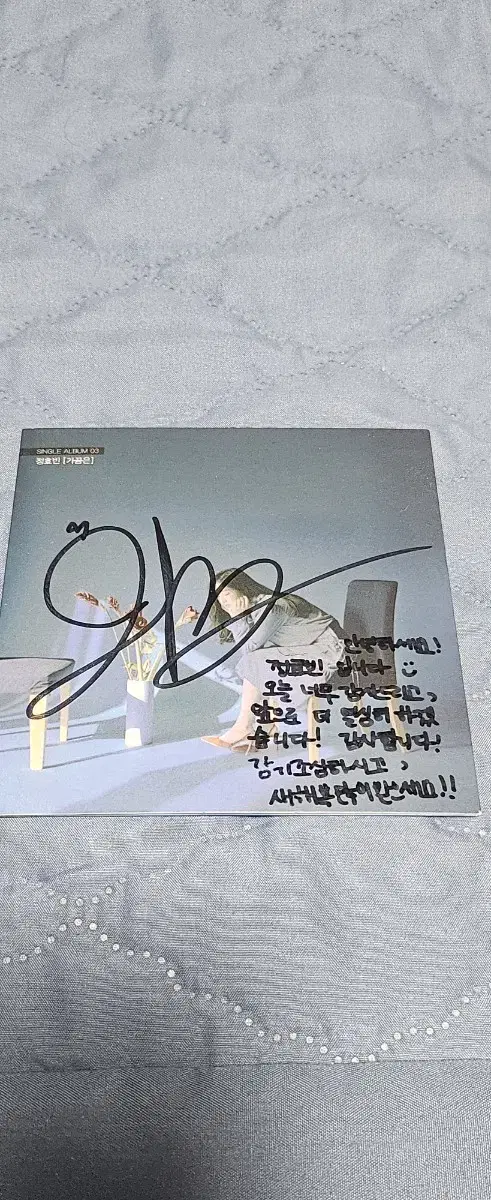 SINGLE ALBUM 03
정효빈 [가끔은]
안녕하세요!
정효빈 입니다
오늘 너무 감사드리고,
앞으로 더 열심히 하겠
습니다! 감사합니다!
감기조심하시고,
새해복 많이 받으세요!!